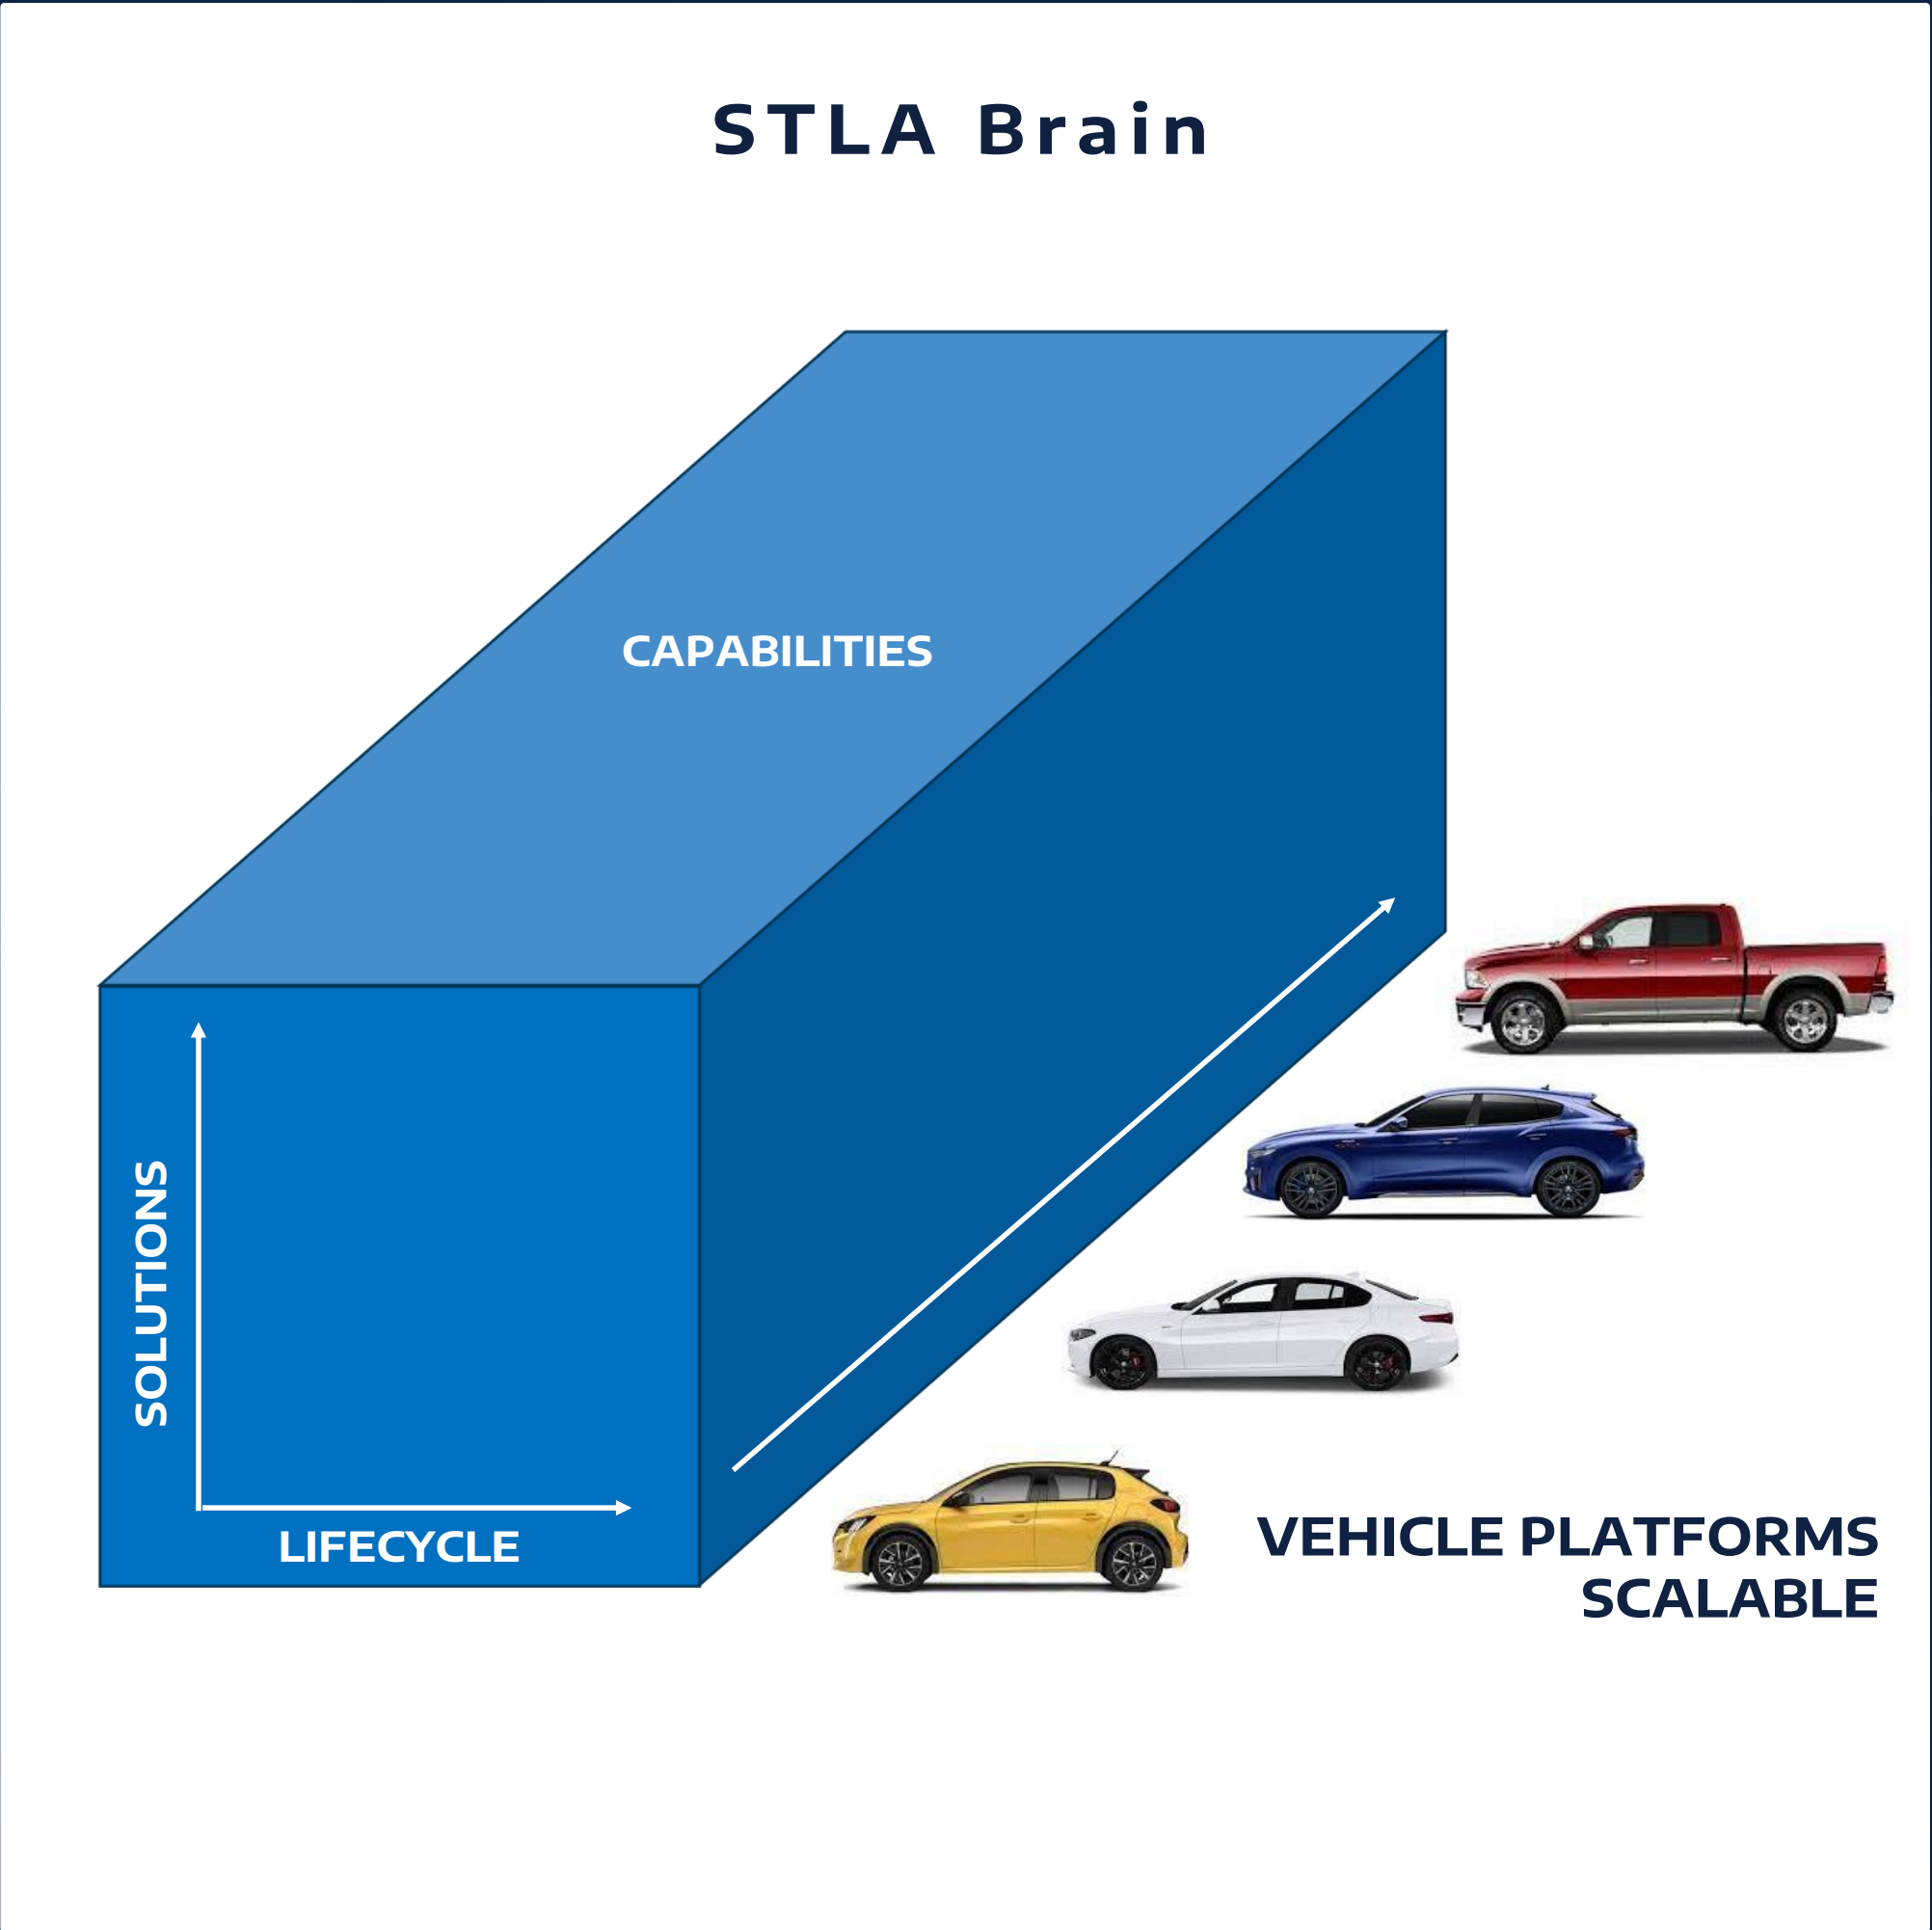 STLA Brain
CAPABILITIES
SOLUTIONS
LIFECYCLE
VEHICLE PLATFORMS
SCALABLE